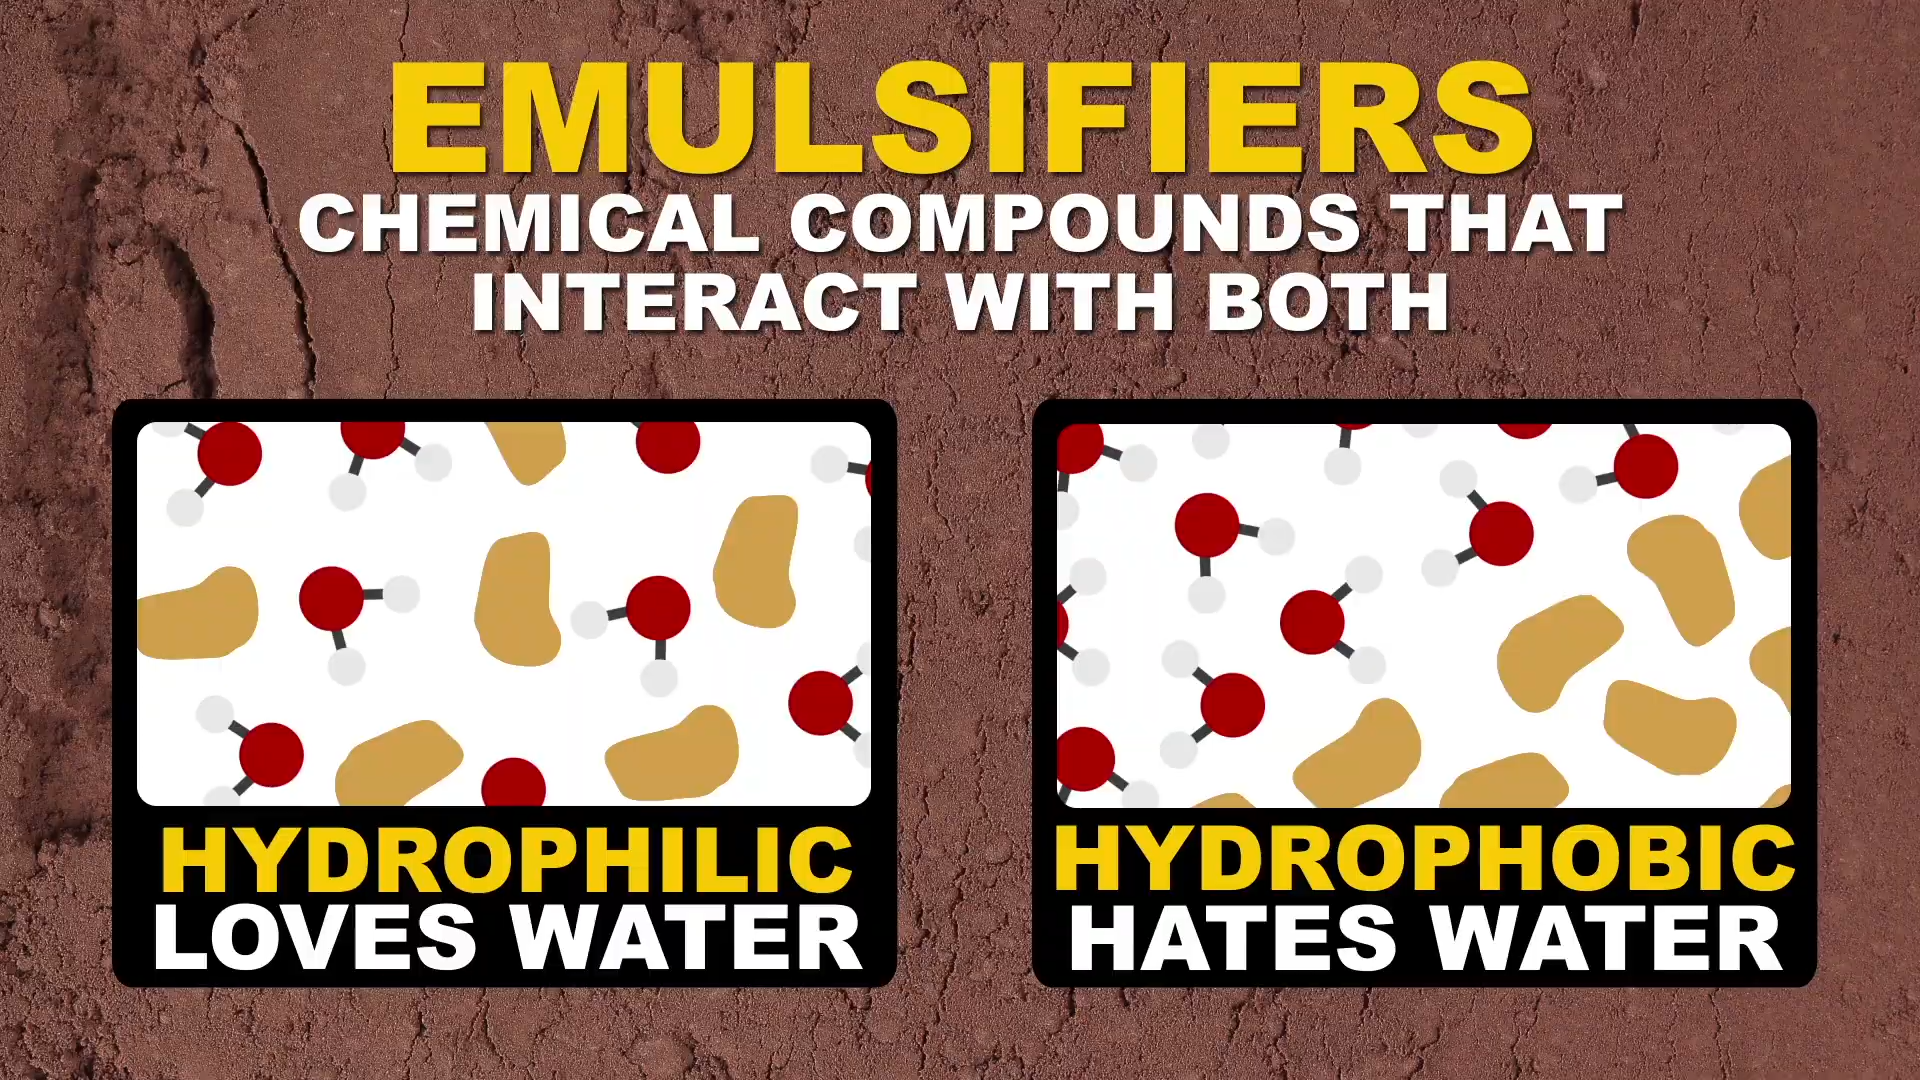 EMULSIFIERS
CHEMICAL COMPOUNDS THAT
INTERACT WITH BOTH
HYDROPHILIC
LOVES WATER
HYDROPHOBIC
HATES WATER